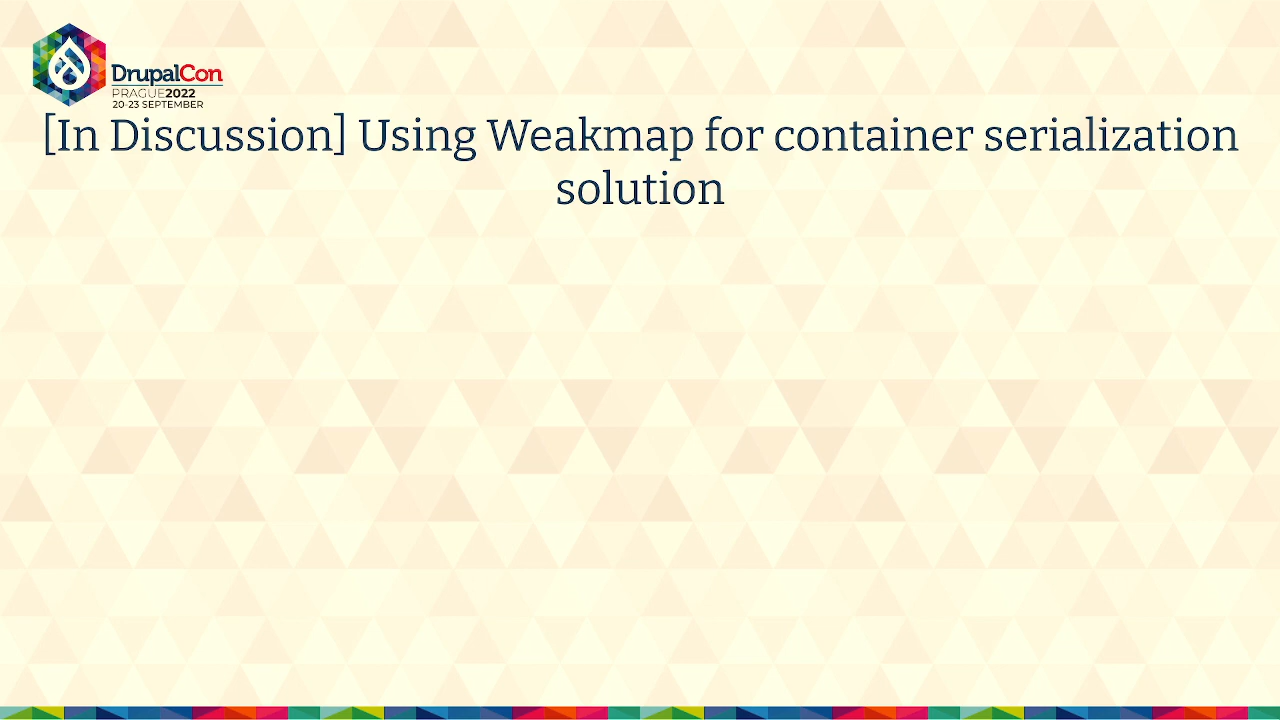 DrupalCon
PRAGUE2022
20-23 SEPTEMBER
[In Discussion] Using Weakmap for container serialization
solution